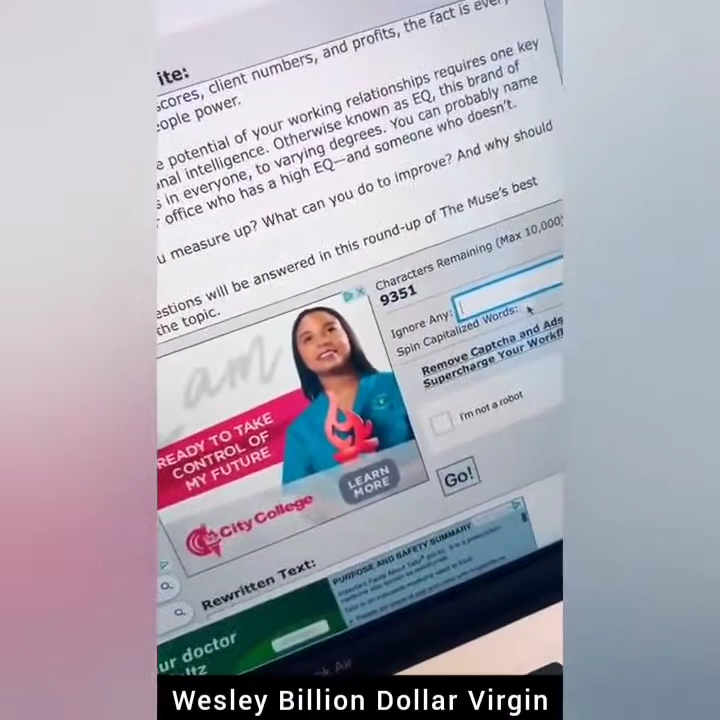 ite:
scores, client numbers, and profits, the fact is every
ople power.
e potential of your working relationships requires one key
nal intelligence. Otherwise known as EQ, this brand of
s in everyone, to varying degrees. You can probably name
r office who has a high EQ—and someone who doesn't.
u measure up? What can you do to improve? And why should
estions will be answered in this round-up of The Muse's best
the topic.
Characters Remaining (Max 10,000)
9351
Ignore Any:
Spin Capitalized Words:
Remove Captcha and Ads
Supercharge Your Workfl
I'm not a robot
Go!
am
READY TO TAKE
CONTROL OF
MY FUTURE
LEARN
MORE
City College
Rewritten Text:
PURPOSE AND SAFETY SUMMARY
ur doctor
ltz
ok Air
Wesley Billion Dollar Virgin